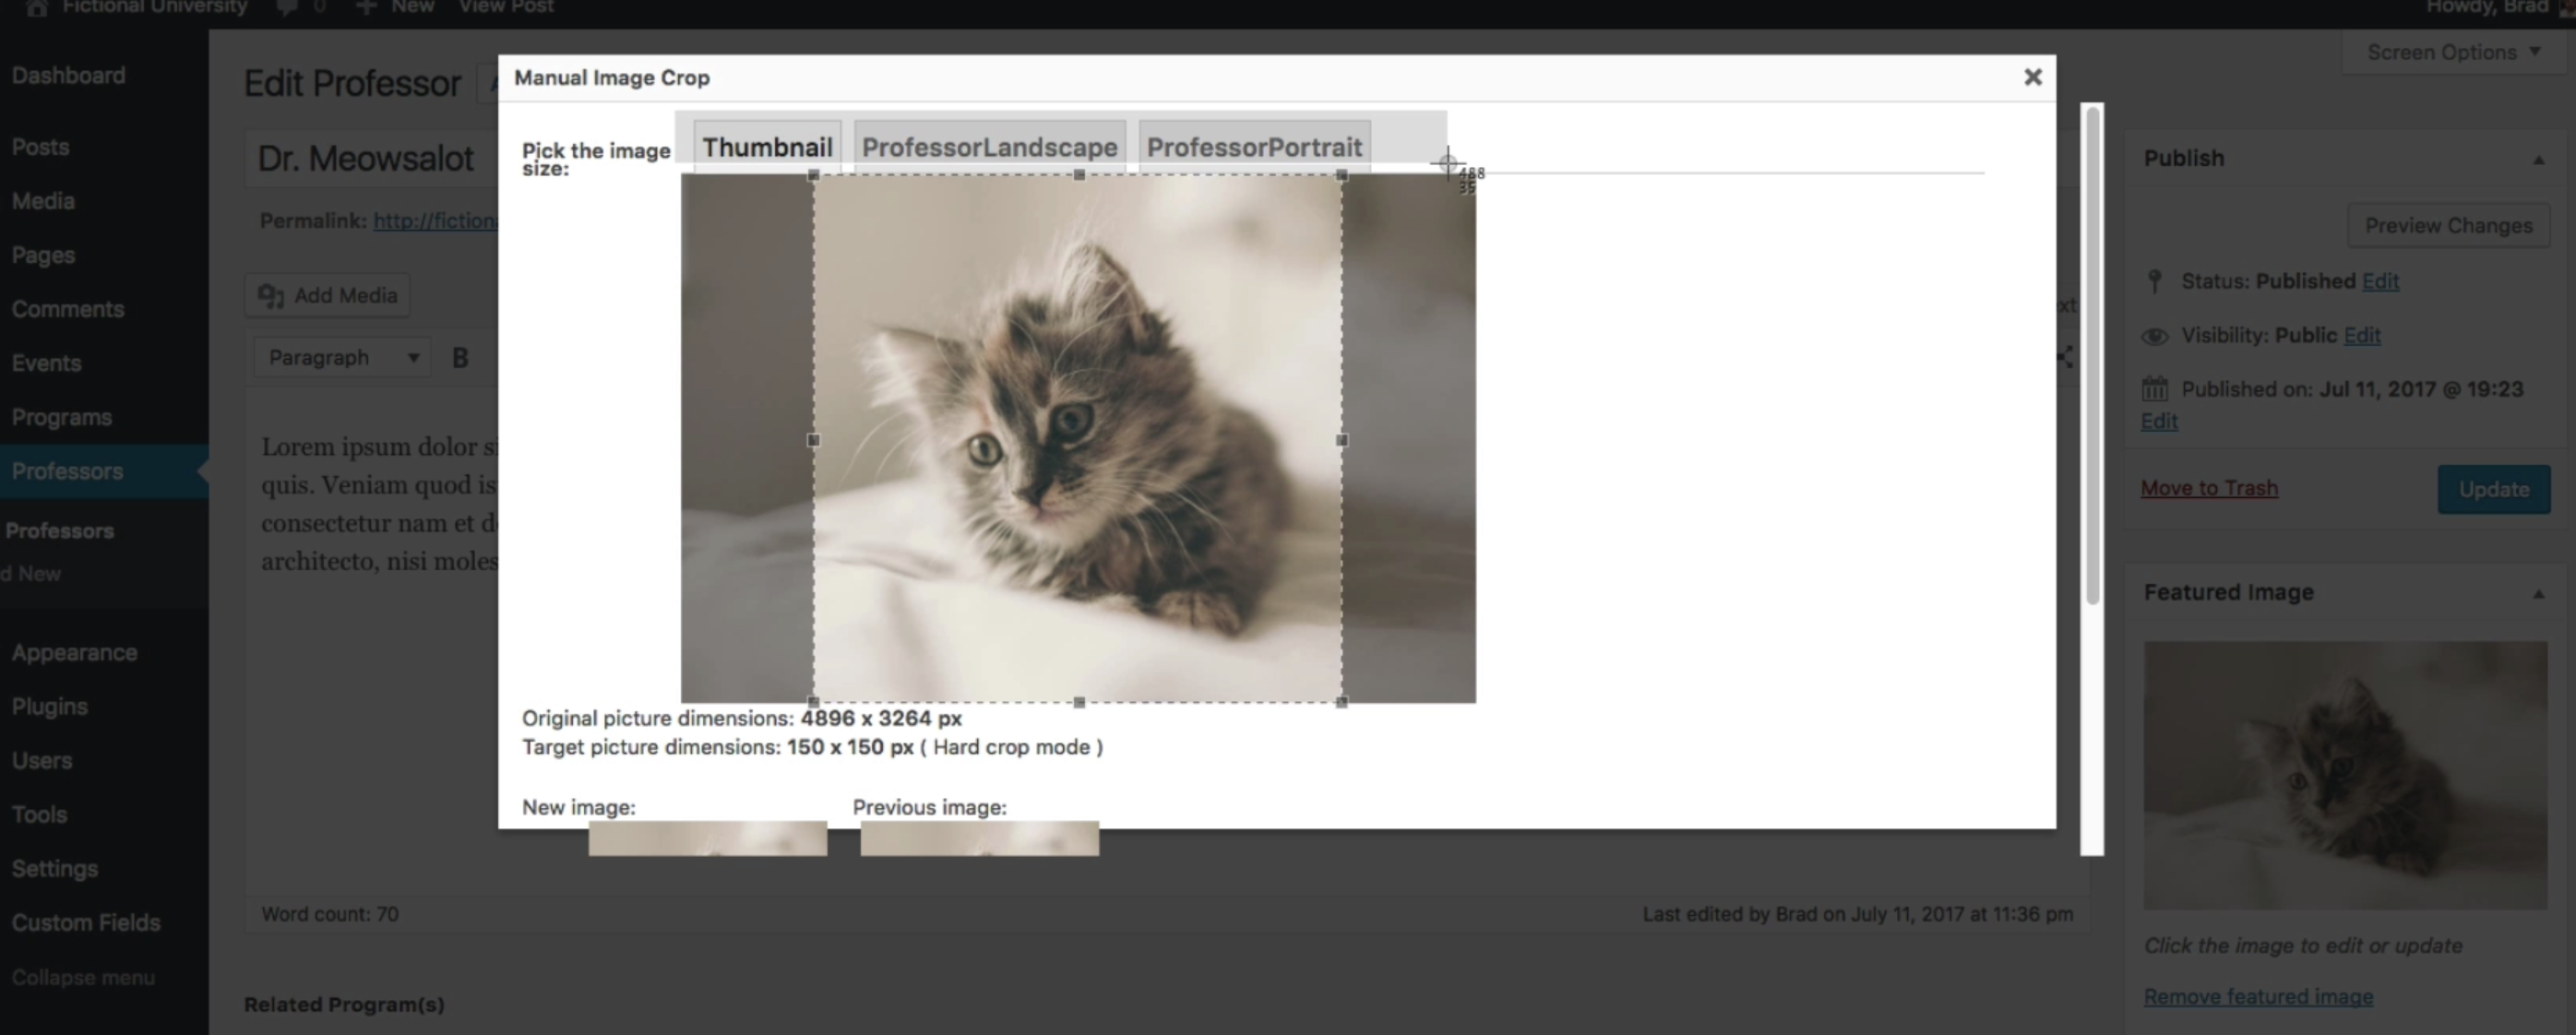 Fictional University 0 New View Post
Howdy, Brad
Screen Options
Dashboard
Posts
Media
Pages
Comments
Events
Programs
Professors
Professors
d New
Appearance
Plugins
Users
Tools
Settings
Custom Fields
Collapse menu
Edit Professor
Dr. Meowsalot
Permalink: http://fictiona
Add Media
Paragraph B
Lorem ipsum dolor si
quis. Veniam quod is
consectetur nam et d
architecto, nisi moles
Word count: 70
Last edited by Brad on July 11, 2017 at 11:36 pm
Related Program(s)
Manual Image Crop
Pick the image
size:
Thumbnail ProfessorLandscape ProfessorPortrait
488
35
Original picture dimensions: 4896 x 3264 px
Target picture dimensions: 150 x 150 px ( Hard crop mode )
New image: Previous image:
xt
Publish
Preview Changes
Status: Published Edit
Visibility: Public Edit
Published on: Jul 11, 2017 @ 19:23
Edit
Move to Trash
Update
Featured Image
Click the image to edit or update
Remove featured image